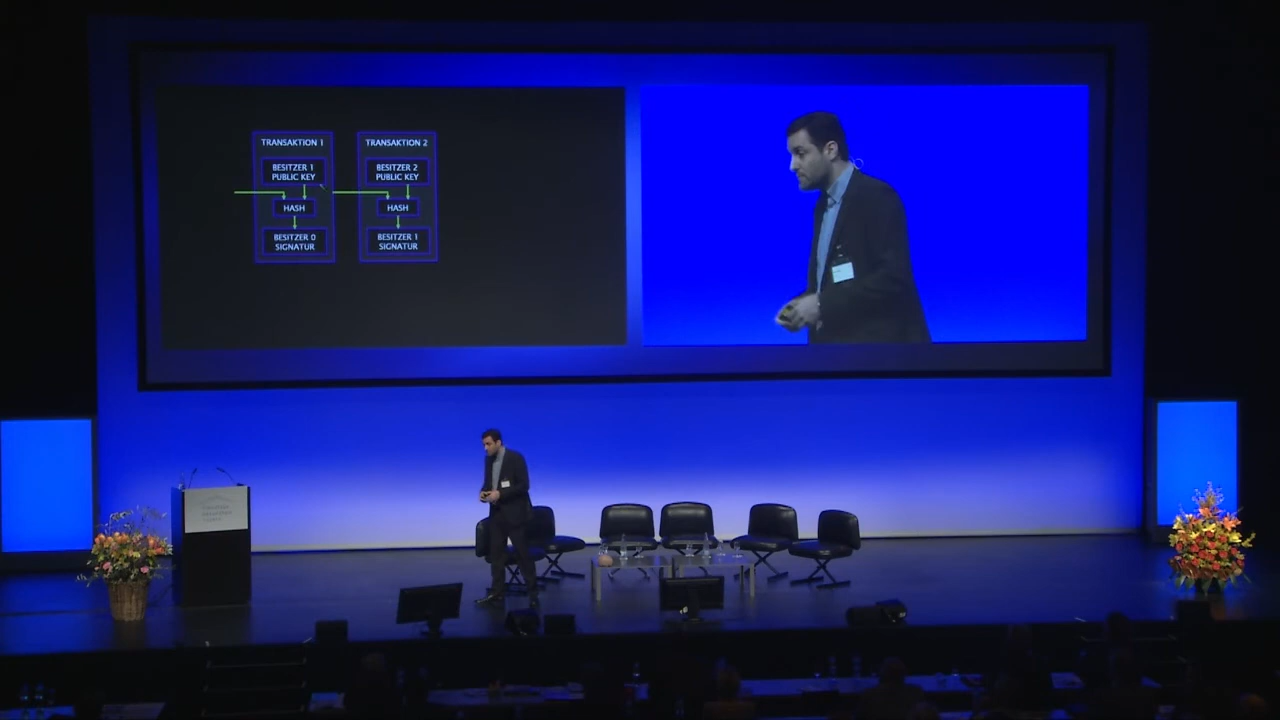 TRANSAKTION 1
BESITZER 1
PUBLIC KEY
HASH
BESITZER 0
SIGNATUR
TRANSAKTION 2
BESITZER 2
PUBLIC KEY
HASH
BESITZER 1
SIGNATUR